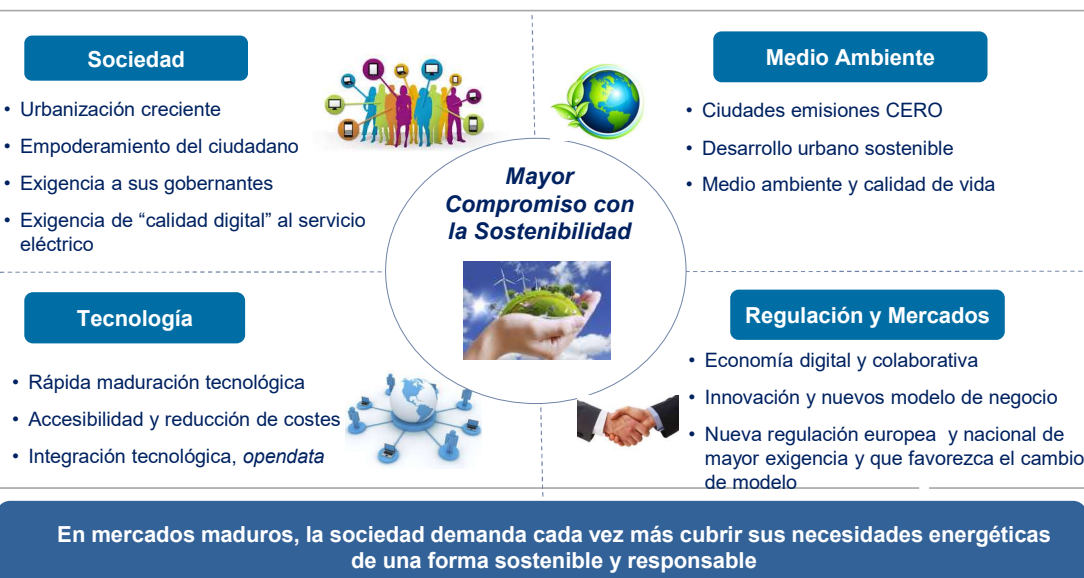 Sociedad
• Urbanización creciente
• Empoderamiento del ciudadano
• Exigencia a sus gobernantes
• Exigencia de “calidad digital” al servicio
eléctrico
Medio Ambiente
• Ciudades emisiones CERO
• Desarrollo urbano sostenible
• Medio ambiente y calidad de vida
Mayor
Compromiso con
la Sostenibilidad
Tecnología
• Rápida maduración tecnológica
• Accesibilidad y reducción de costes
• Integración tecnológica, opendata
Regulación y Mercados
• Economía digital y colaborativa
• Innovación y nuevos modelo de negocio
• Nueva regulación europea y nacional de
mayor exigencia y que favorezca el cambio
de modelo
En mercados maduros, la sociedad demanda cada vez más cubrir sus necesidades energéticas
de una forma sostenible y responsable